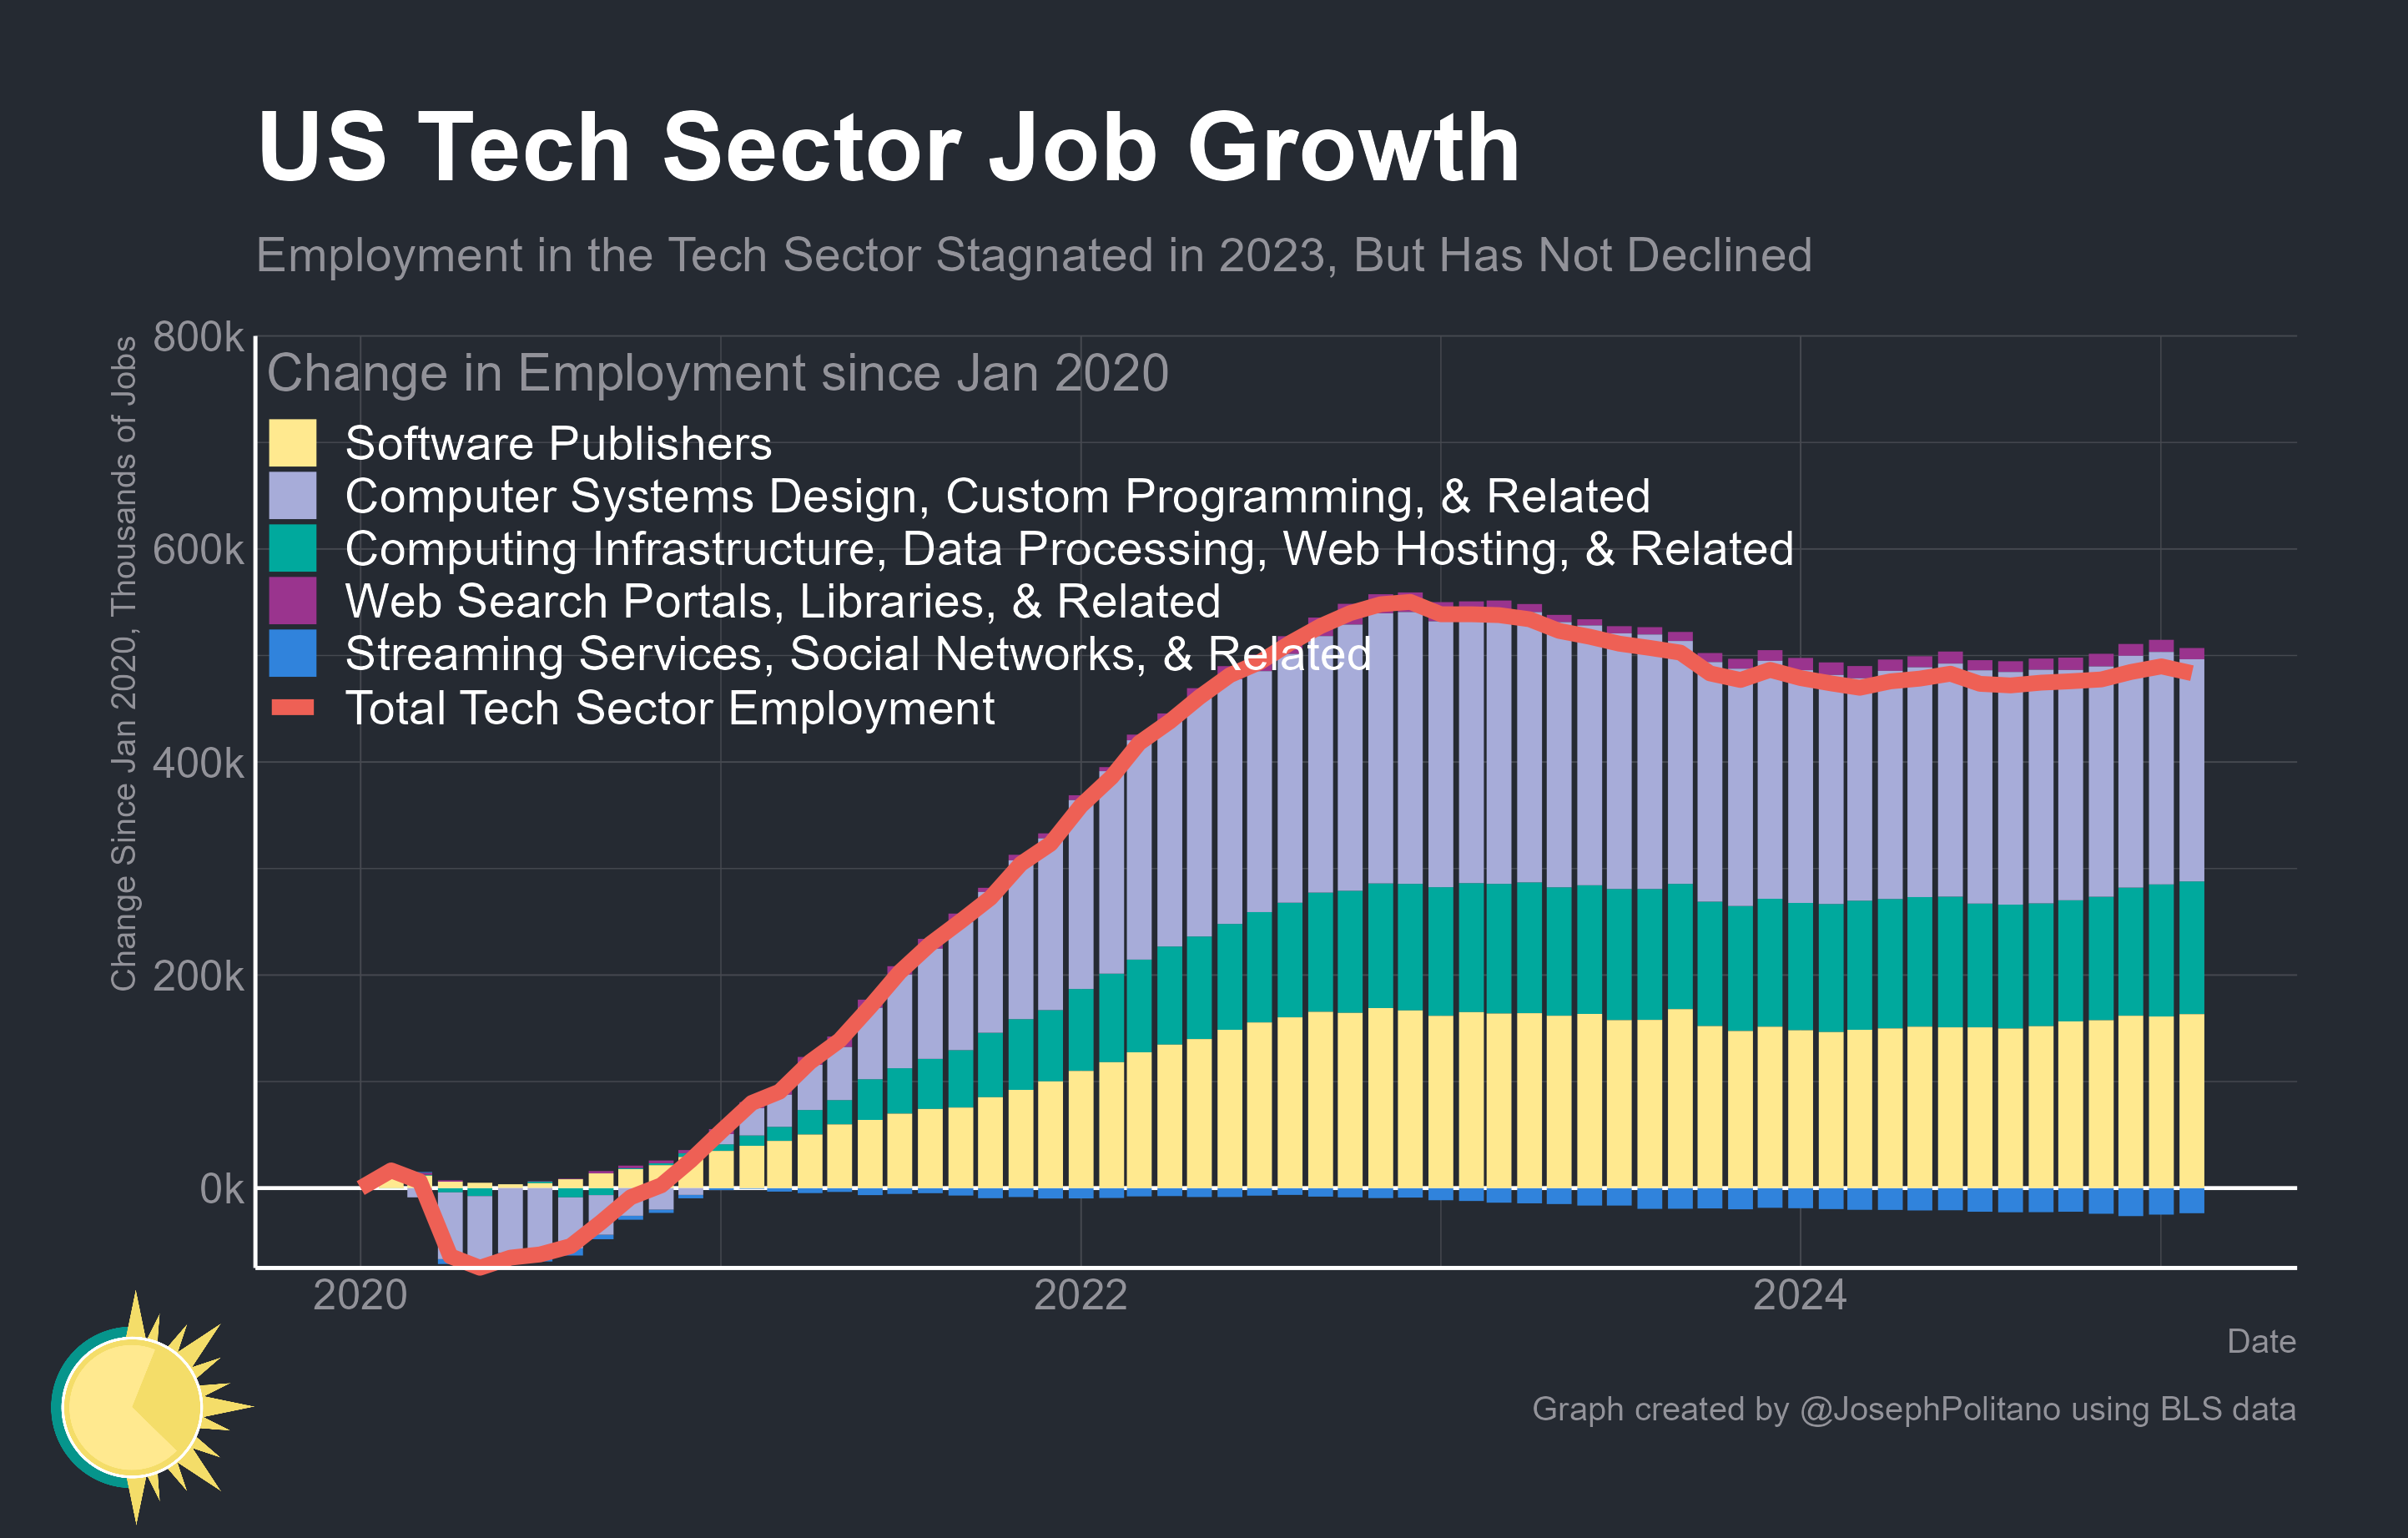 US Tech Sector Job Growth
Employment in the Tech Sector Stagnated in 2023, But Has Not Declined
Change Since Jan 2020, Thousands of Jobs
800k
600k
400k
200k
0k
Change in Employment since Jan 2020
Software Publishers
Computer Systems Design, Custom Programming, & Related
Computing Infrastructure, Data Processing, Web Hosting, & Related
Web Search Portals, Libraries, & Related
Streaming Services, Social Networks, & Related
Total Tech Sector Employment
2020 2022 2024
Date
Graph created by @JosephPolitano using BLS data